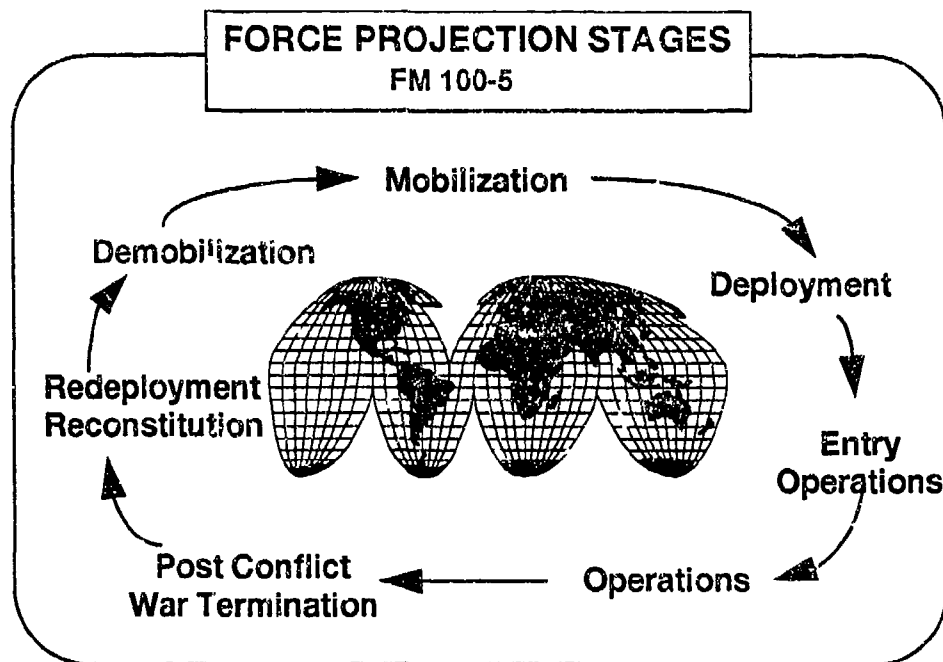 FORCE PROJECTION STAGES
FM 100-5
Mobilization
Deployment
Entry
Operations
Operations
Post Conflict
War Termination
Redeployment
Reconstitution
Demobilization